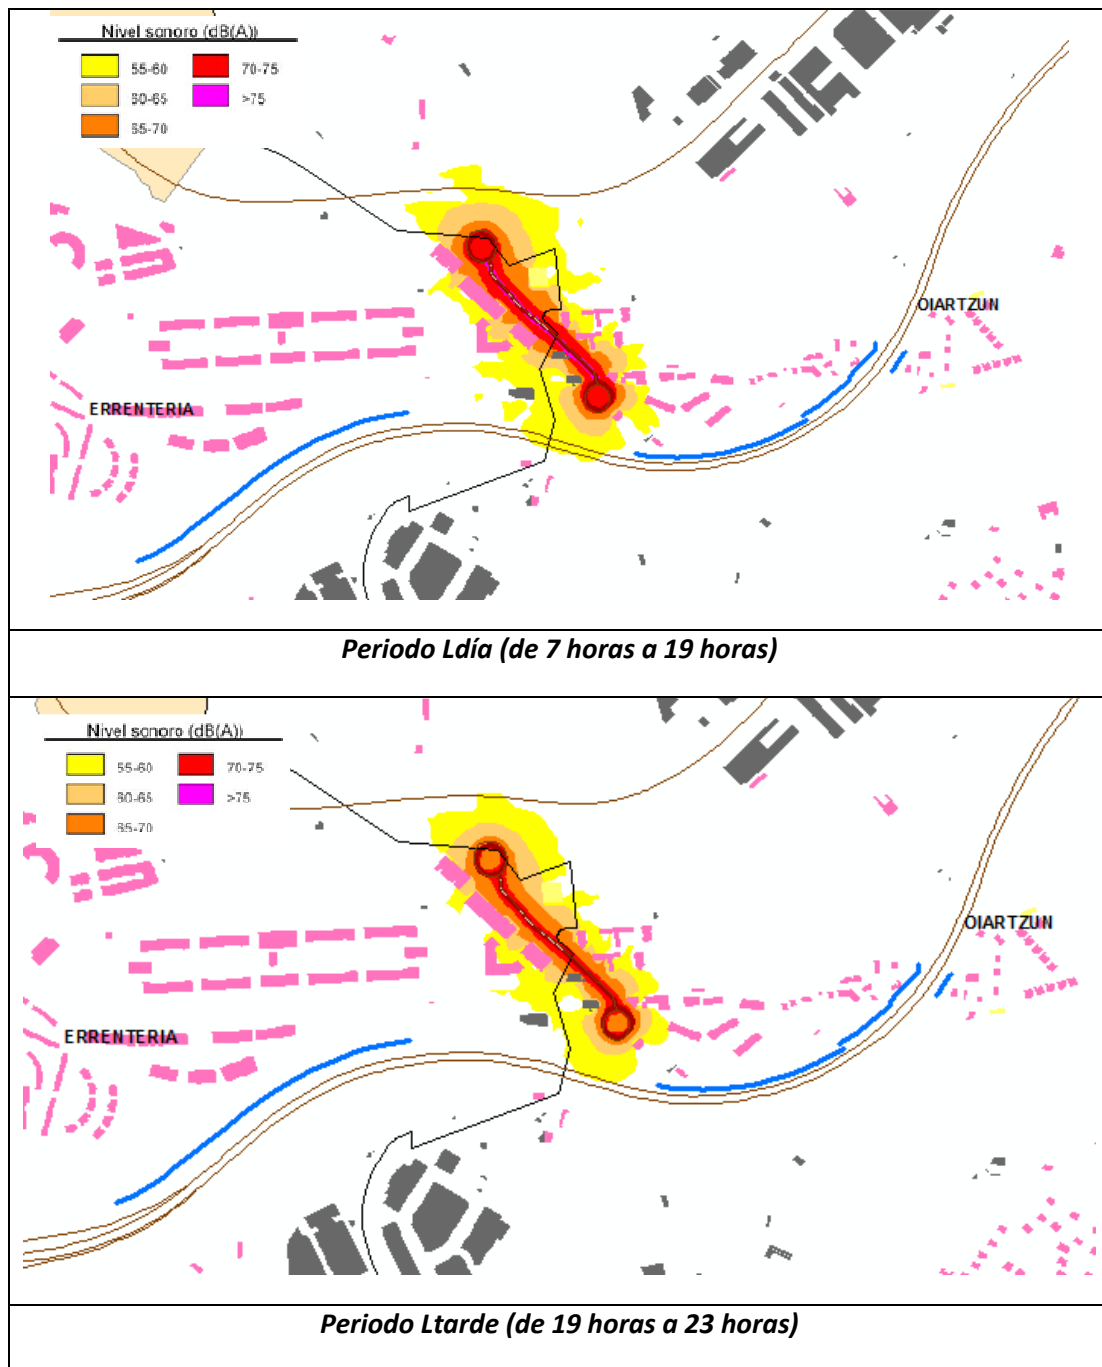 Nivel sonoro (dB(A))
55-60 70-75
60-65 >75
65-70
OIARTZUN
ERRENTERIA
Periodo Ldía (de 7 horas a 19 horas)
Nivel sonoro (dB(A))
55-60 70-75
60-65 >75
65-70
OIARTZUN
ERRENTERIA
Periodo Ltarde (de 19 horas a 23 horas)